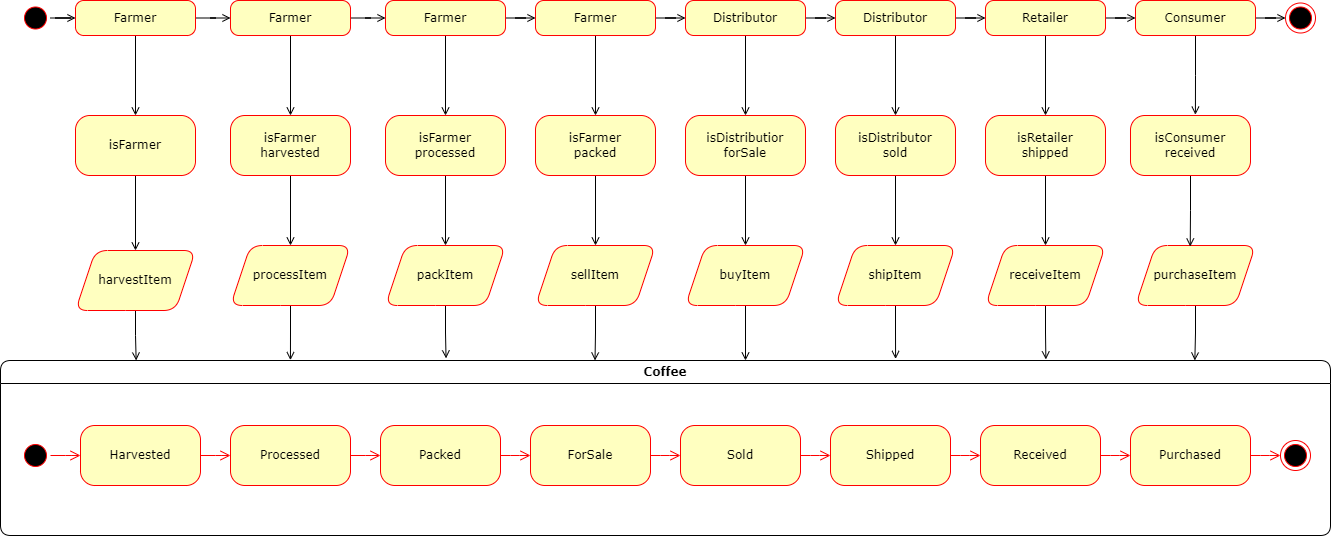 Farmer
Farmer
Farmer
Farmer
Distributor
Distributor
Retailer
Consumer
isFarmer
isFarmer
harvested
isFarmer
processed
isFarmer
packed
isDistributior
forSale
isDistributor
sold
isRetailer
shipped
isConsumer
received
harvestItem
processItem
packItem
sellItem
buyItem
shipItem
receiveItem
purchaseItem
Coffee
Harvested
Processed
Packed
ForSale
Sold
Shipped
Received
Purchased